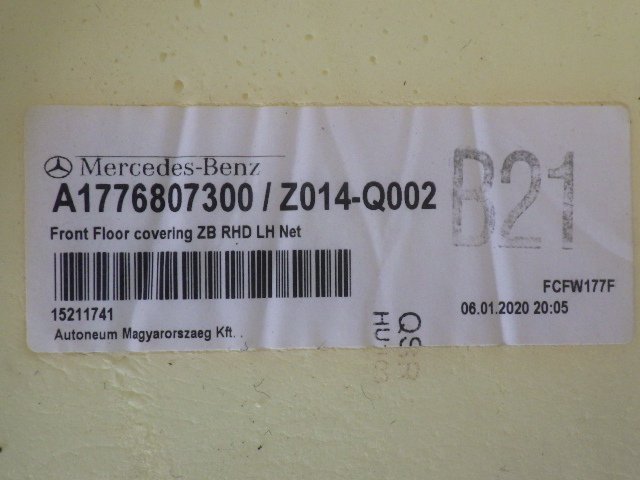 Mercedes-Benz
A1776807300 / Z014-Q002
Front Floor covering ZB RHD LH Net
B21
FCFW177F
15211741
06.01.2020 20:05
Autoneum Magyarorszaeg Kft. .